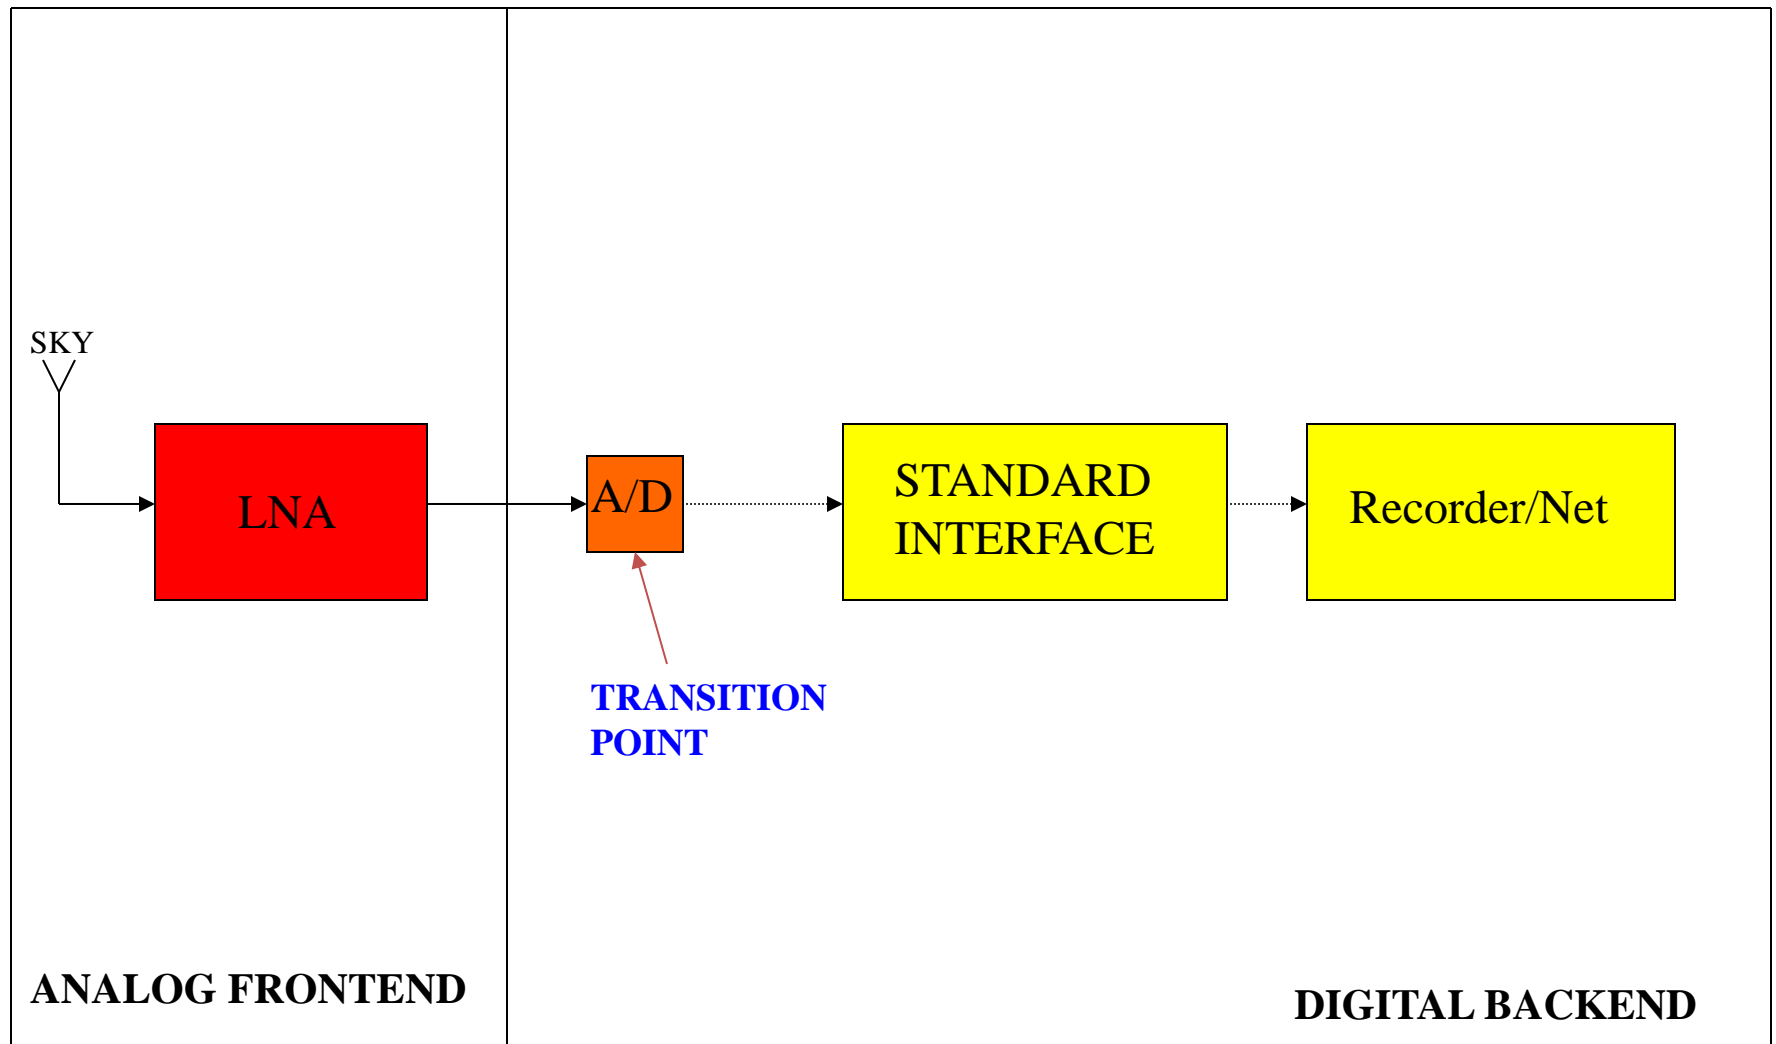 SKY
LNA
A/D
STANDARD
INTERFACE
Recorder/Net
TRANSITION
POINT
ANALOG FRONTEND
DIGITAL BACKEND